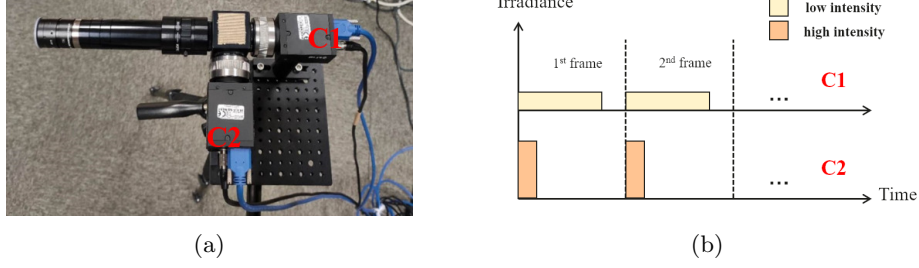 C1
C2
(a)
Irradiance
low intensity
high intensity
1st frame
2nd frame
...
C1
...
C2
Time
(b)